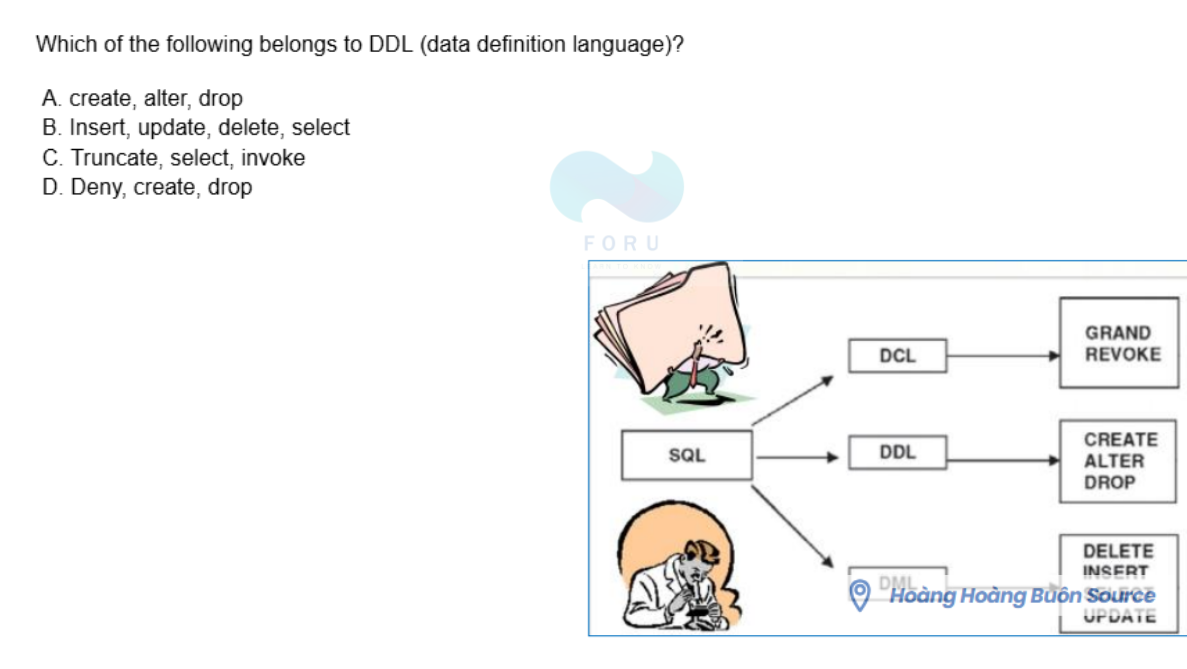 Which of the following belongs to DDL (data definition language)?
A. create, alter, drop
B. Insert, update, delete, select
C. Truncate, select, invoke
D. Deny, create, drop
FORU
DCL
GRAND
REVOKE
SQL
DDL
CREATE
ALTER
DROP
DML
DELETE
INSERT
SELECT
UPDATE
Hoàng Hoàng Buôn Source